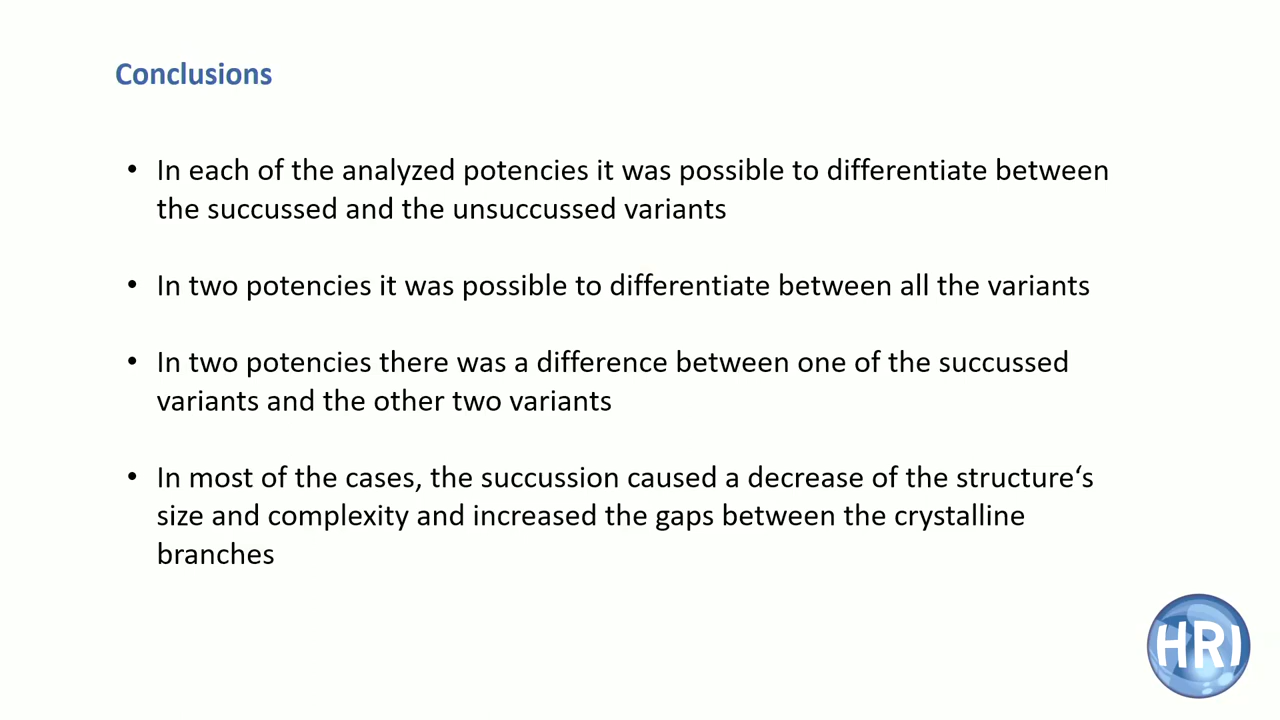 Conclusions
• In each of the analyzed potencies it was possible to differentiate between
the succussed and the unsuccussed variants
• In two potencies it was possible to differentiate between all the variants
• In two potencies there was a difference between one of the succussed
variants and the other two variants
• In most of the cases, the succussion caused a decrease of the structure‘s
size and complexity and increased the gaps between the crystalline
branches
HRI